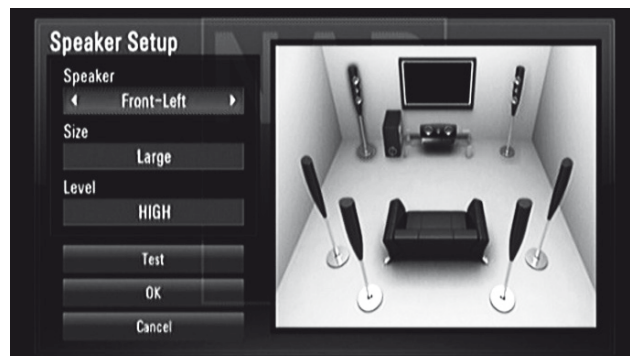 Speaker Setup
Speaker
Front-Left
Size
Large
Level
HIGH
Test
OK
Cancel